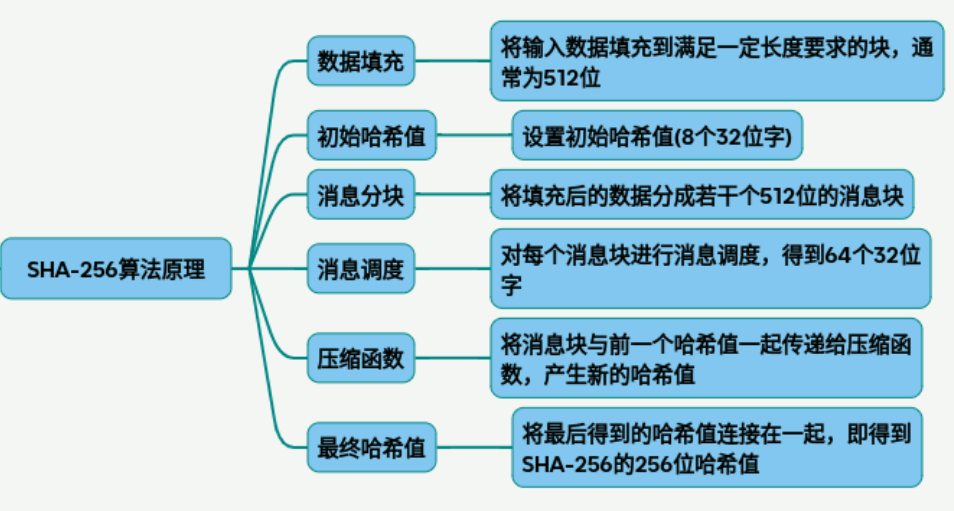 SHA-256算法原理
数据填充
将输入数据填充到满足一定长度要求的块，通
常为512位
初始哈希值
设置初始哈希值(8个32位字)
消息分块
将填充后的数据分成若干个512位的消息块
消息调度
对每个消息块进行消息调度，得到64个32位
字
压缩函数
将消息块与前一个哈希值一起传递给压缩函
数，产生新的哈希值
最终哈希值
将最后得到的哈希值连接在一起，即得到
SHA-256的256位哈希值